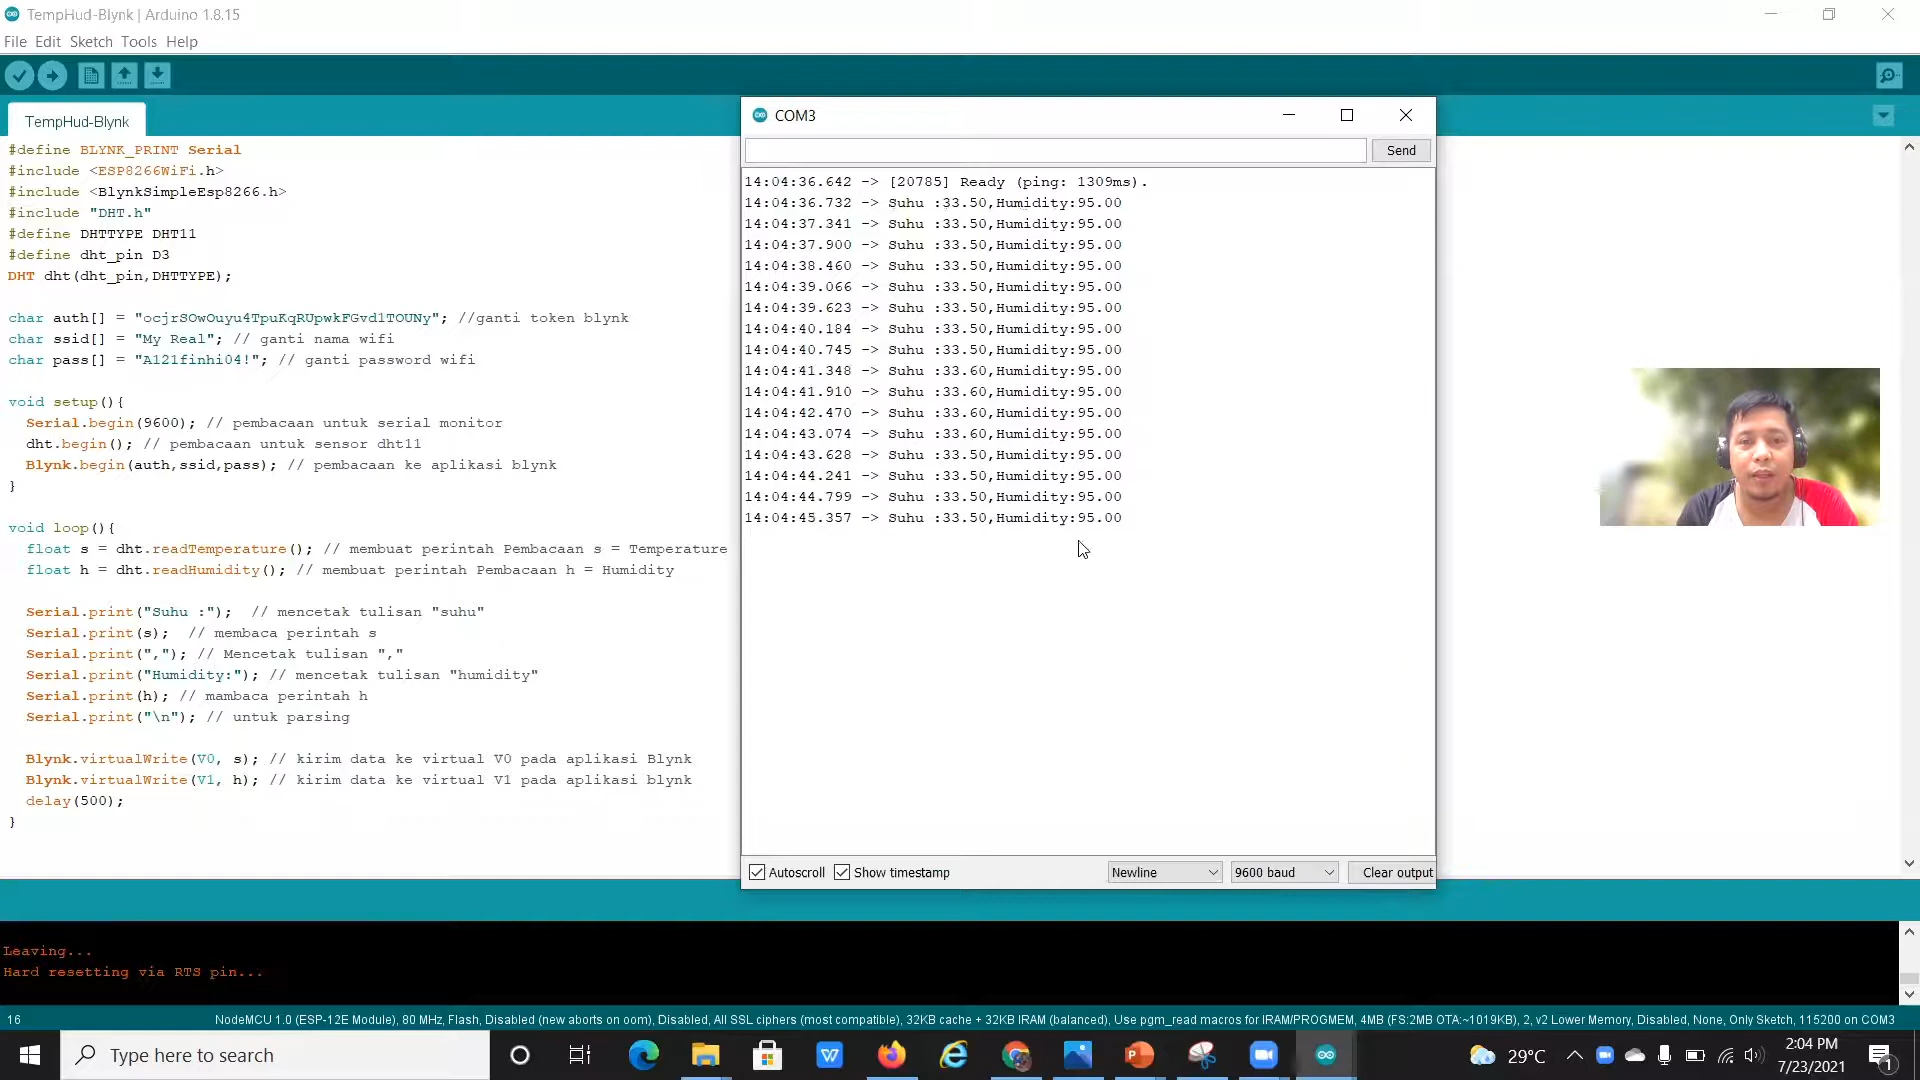 TempHud-Blynk | Arduino 1.8.15
File Edit Sketch Tools Help
TempHud-Blynk
#define BLYNK_PRINT Serial
#include <ESP8266WiFi.h>
#include <BlynkSimpleEsp8266.h>
#include "DHT.h"
#define DHTTYPE DHT11
#define dht_pin D3
DHT dht(dht_pin,DHTTYPE);
char auth[] = "ocjrSOwOuyu4TpuKqRUpwkFGvd1TOUNy"; //ganti token blynk
char ssid[] = "My Real"; // ganti nama wifi
char pass[] = "A121finhi04!"; // ganti password wifi
void setup(){
Serial.begin(9600); // pembacaan untuk serial monitor
dht.begin(); // pembacaan untuk sensor dht11
Blynk.begin(auth,ssid,pass); // pembacaan ke aplikasi blynk
}
void loop(){
float s = dht.readTemperature(); // membuat perintah Pembacaan s = Temperature
float h = dht.readHumidity(); // membuat perintah Pembacaan h = Humidity
Serial.print("Suhu :");  // mencetak tulisan "suhu"
Serial.print(s);  // membaca perintah s
Serial.print(","); // Mencetak tulisan ","
Serial.print("Humidity:"); // mencetak tulisan "humidity"
Serial.print(h); // mambaca perintah h
Serial.print("\n"); // untuk parsing
Blynk.virtualWrite(V0, s); // kirim data ke virtual V0 pada aplikasi Blynk
Blynk.virtualWrite(V1, h); // kirim data ke virtual V1 pada aplikasi blynk
delay(500);
}
COM3
Send
14:04:36.642 -> [20785] Ready (ping: 1309ms).
14:04:36.732 -> Suhu :33.50,Humidity:95.00
14:04:37.341 -> Suhu :33.50,Humidity:95.00
14:04:37.900 -> Suhu :33.50,Humidity:95.00
14:04:38.460 -> Suhu :33.50,Humidity:95.00
14:04:39.066 -> Suhu :33.50,Humidity:95.00
14:04:39.623 -> Suhu :33.50,Humidity:95.00
14:04:40.184 -> Suhu :33.50,Humidity:95.00
14:04:40.745 -> Suhu :33.50,Humidity:95.00
14:04:41.348 -> Suhu :33.60,Humidity:95.00
14:04:41.910 -> Suhu :33.60,Humidity:95.00
14:04:42.470 -> Suhu :33.60,Humidity:95.00
14:04:43.074 -> Suhu :33.60,Humidity:95.00
14:04:43.628 -> Suhu :33.50,Humidity:95.00
14:04:44.241 -> Suhu :33.50,Humidity:95.00
14:04:44.799 -> Suhu :33.50,Humidity:95.00
14:04:45.357 -> Suhu :33.50,Humidity:95.00
Autoscroll Show timestamp Newline 9600 baud Clear output
Leaving...
Hard resetting via RTS pin...
16 NodeMCU 1.0 (ESP-12E Module), 80 MHz, Flash, Disabled (new aborts on oom), Disabled, All SSL ciphers (most compatible), 32KB cache + 32KB IRAM (balanced), Use pgm_read macros for IRAM/PROGMEM, 4MB (FS:2MB OTA:~1019KB), 2, v2 Lower Memory, Disabled, None, Only Sketch, 115200 on COM3
Type here to search
29°C
2:04 PM
7/23/2021
1